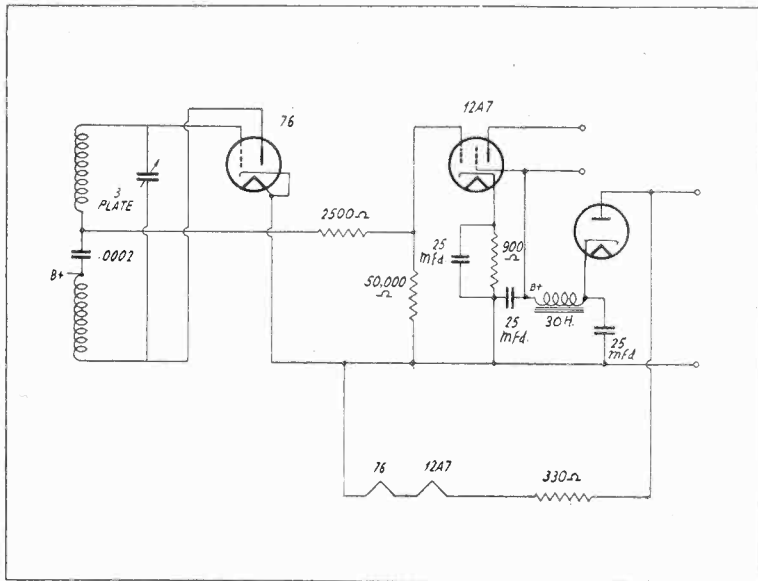 76
12A7
3
PLATE
2500Ω
.0002
B+
50,000
Ω
25
mFd
900
Ω
B+
25
mFd.
30H.
25
mFd.
76
12A7
330Ω